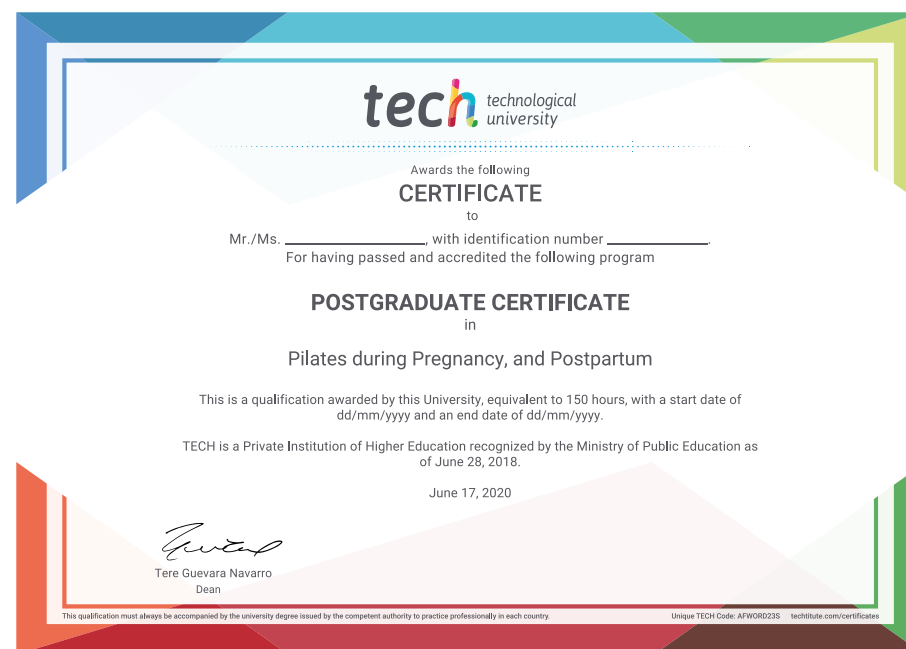 tech technological
university
Awards the following
CERTIFICATE
to
Mr./Ms. ____________________, with identification number ______________.
For having passed and accredited the following program
POSTGRADUATE CERTIFICATE
in
Pilates during Pregnancy, and Postpartum
This is a qualification awarded by this University, equivalent to 150 hours, with a start date of
dd/mm/yyyy and an end date of dd/mm/yyyy.
TECH is a Private Institution of Higher Education recognized by the Ministry of Public Education as
of June 28, 2018.
June 17, 2020
Tere Guevara Navarro
Dean
This qualification must always be accompanied by the university degree issued by the competent authority to practice professionally in each country.
Unique TECH Code: AFWORD23S techtitute.com/certificates